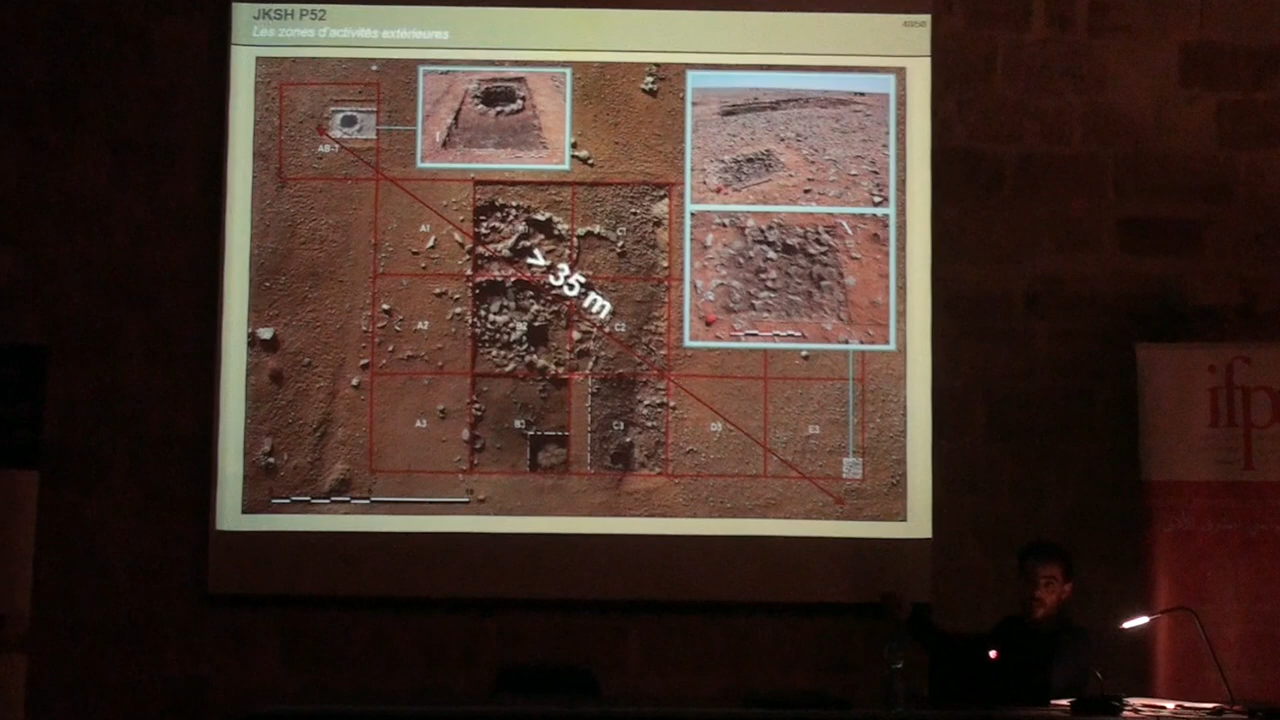 JKSH P52
Les zones d'activités extérieures
AB-T
A1
C1
> 35 m
A2
B2
C2
A3
B3
C3
D3
E3
ifp